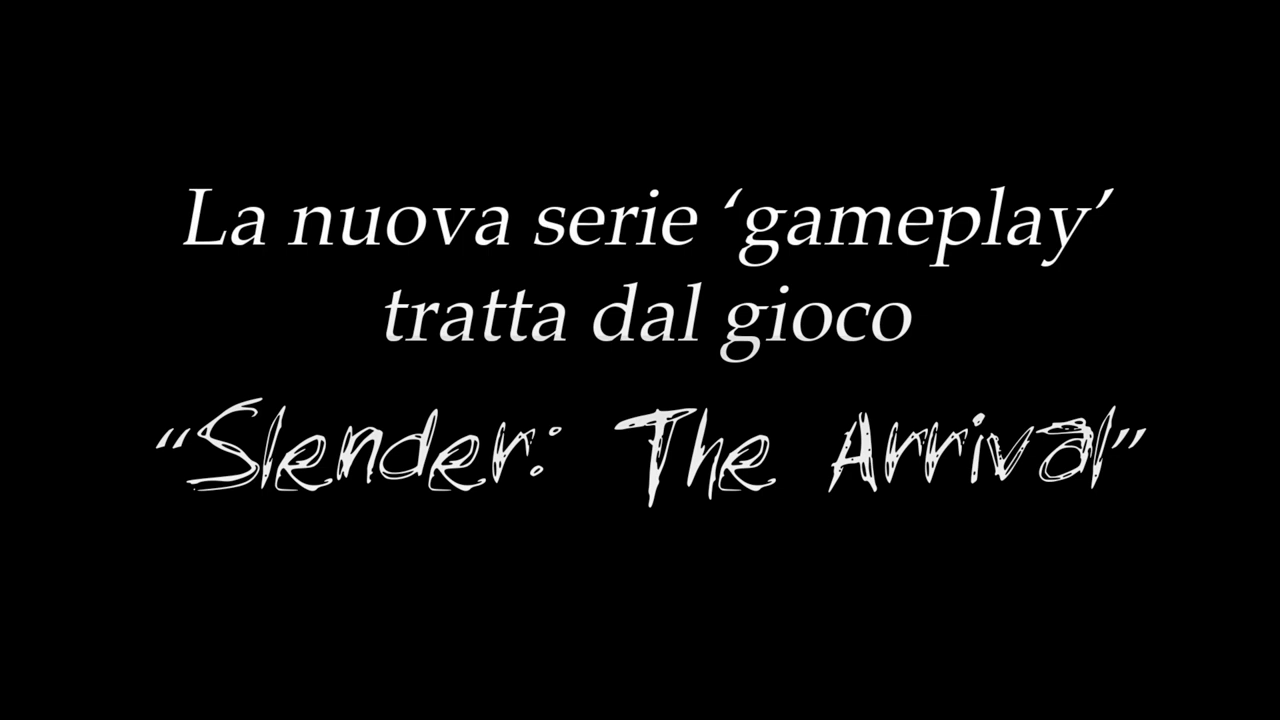 La nuova serie ‘gameplay’
tratta dal gioco
“Slender: The Arrival”